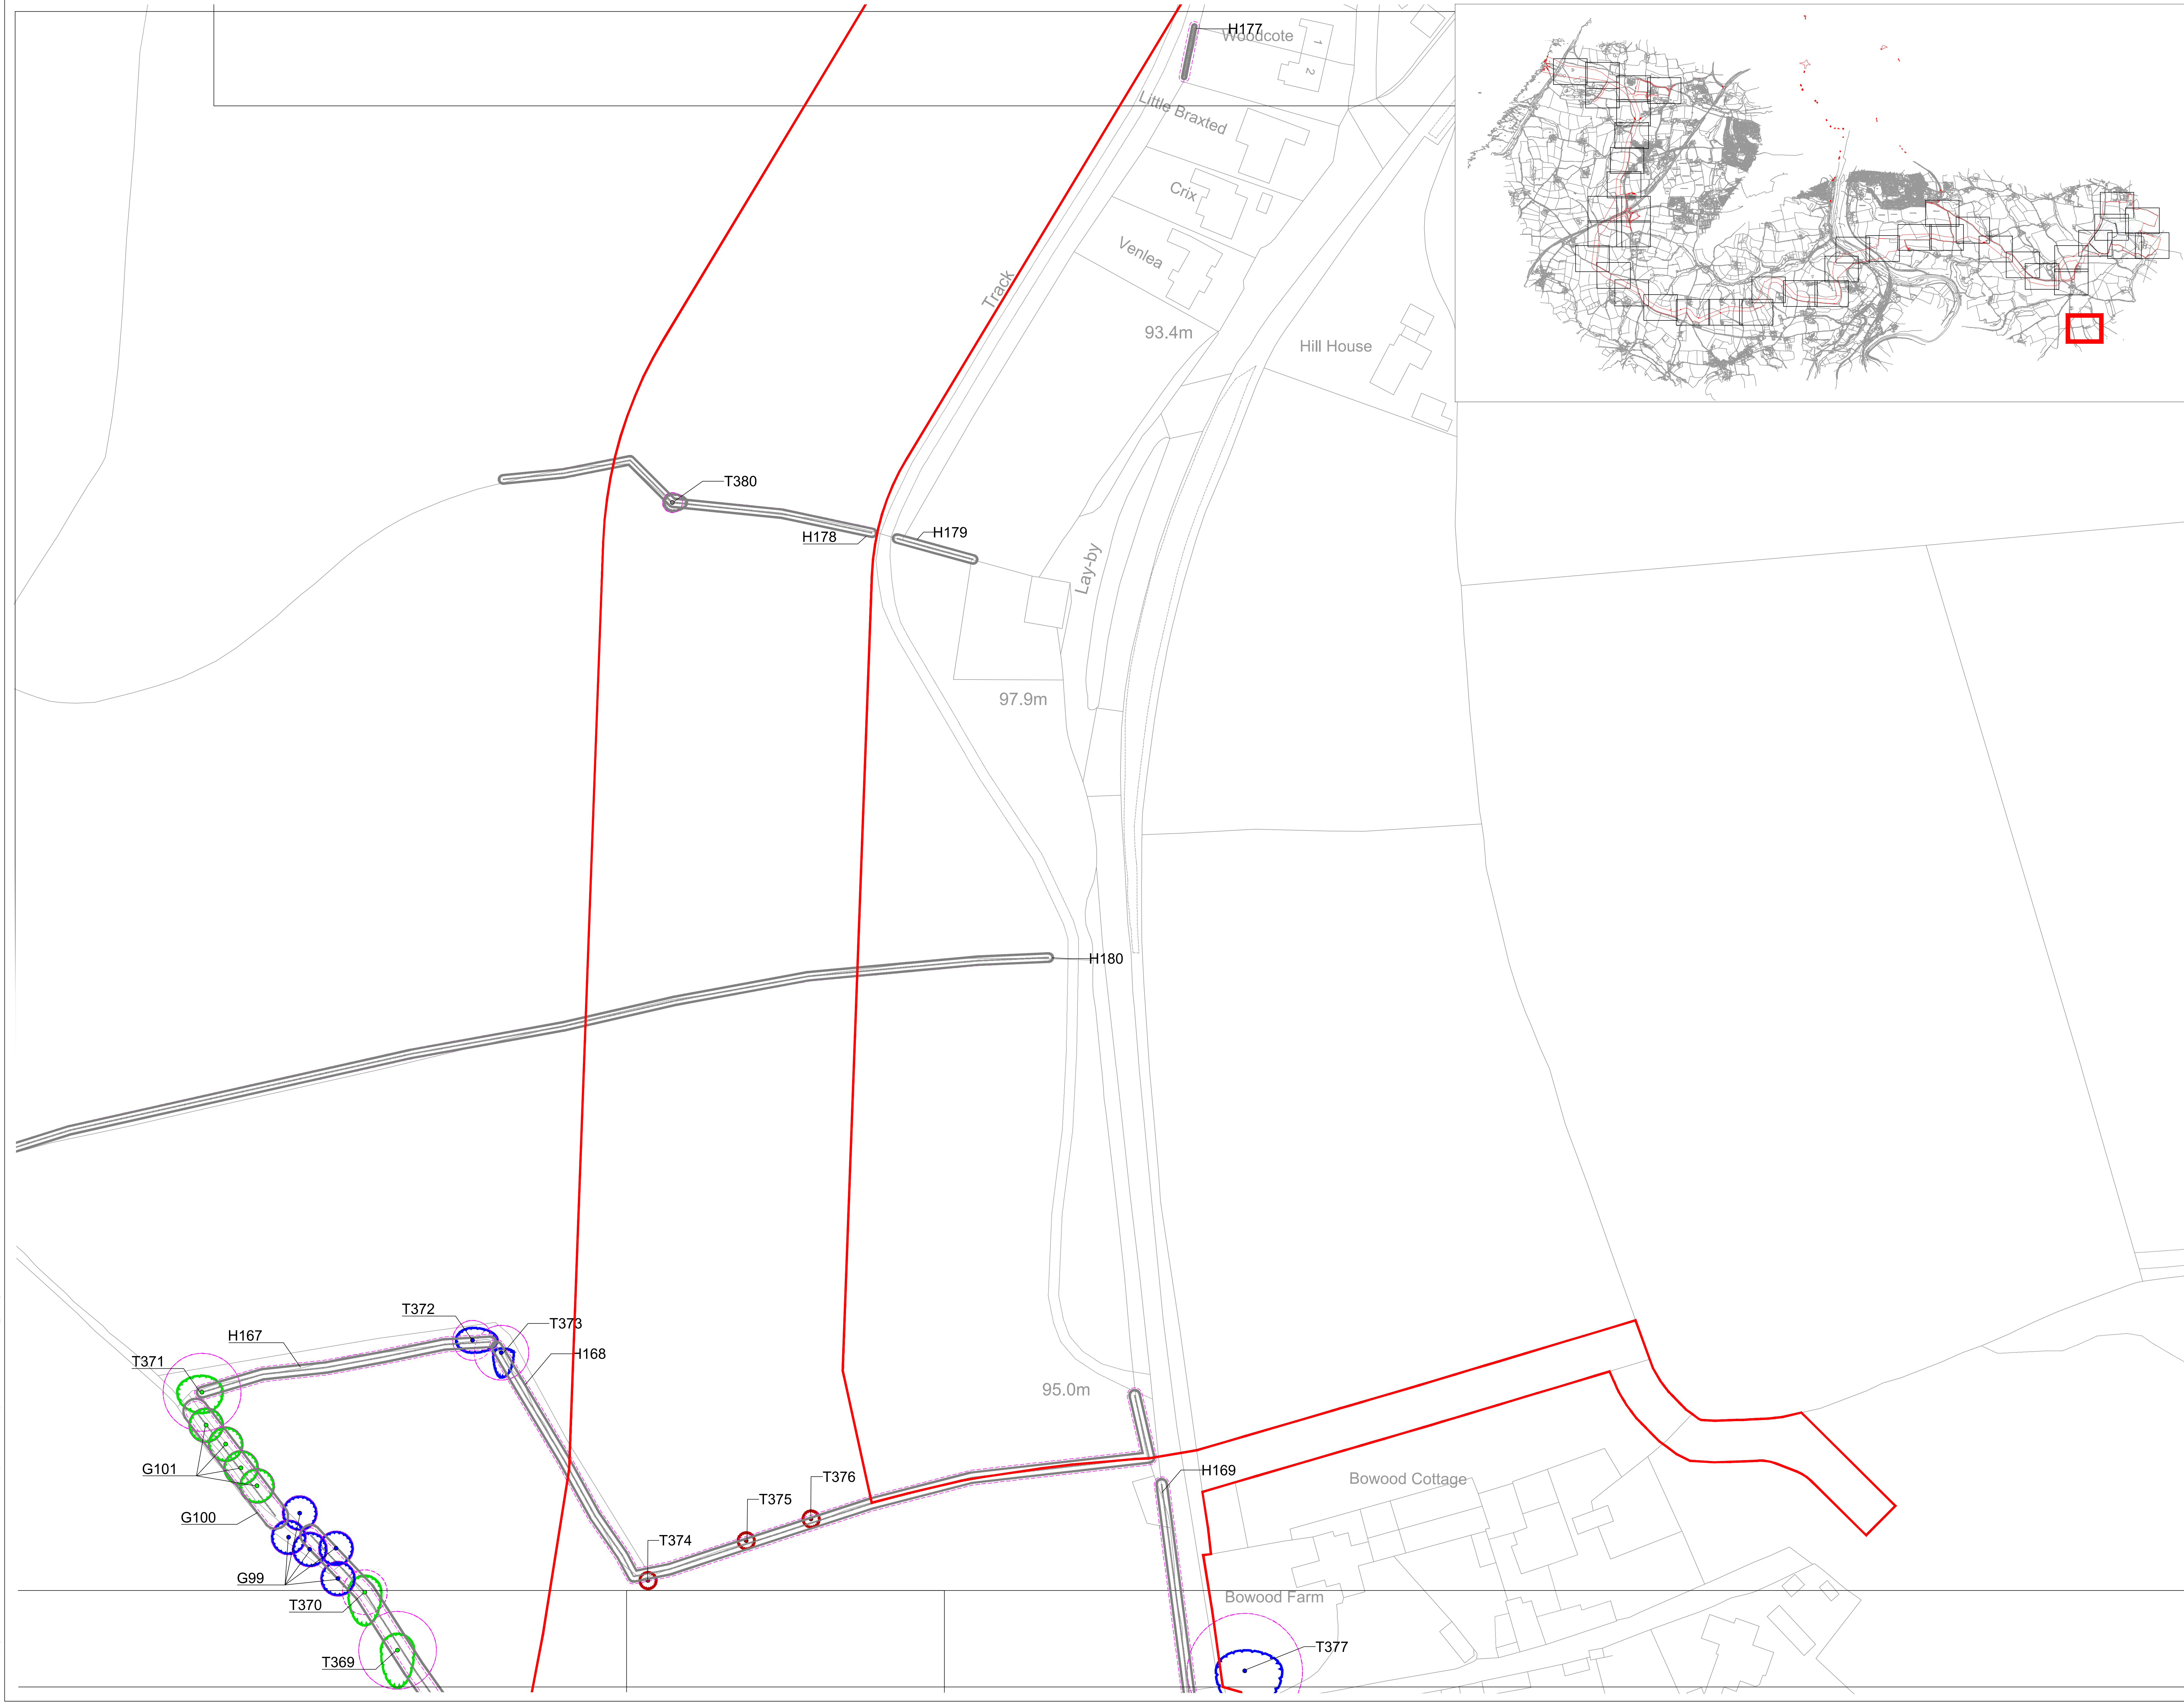 H177
Woodcote
1
2
Little Braxted
Crix
Venlea
Track
93.4m
Hill House
T380
H178
H179
Lay-by
97.9m
H180
T372
T373
H167
H168
T371
95.0m
G101
T376
H169
Bowood Cottage
T375
G100
T374
G99
T370
Bowood Farm
T377
T369